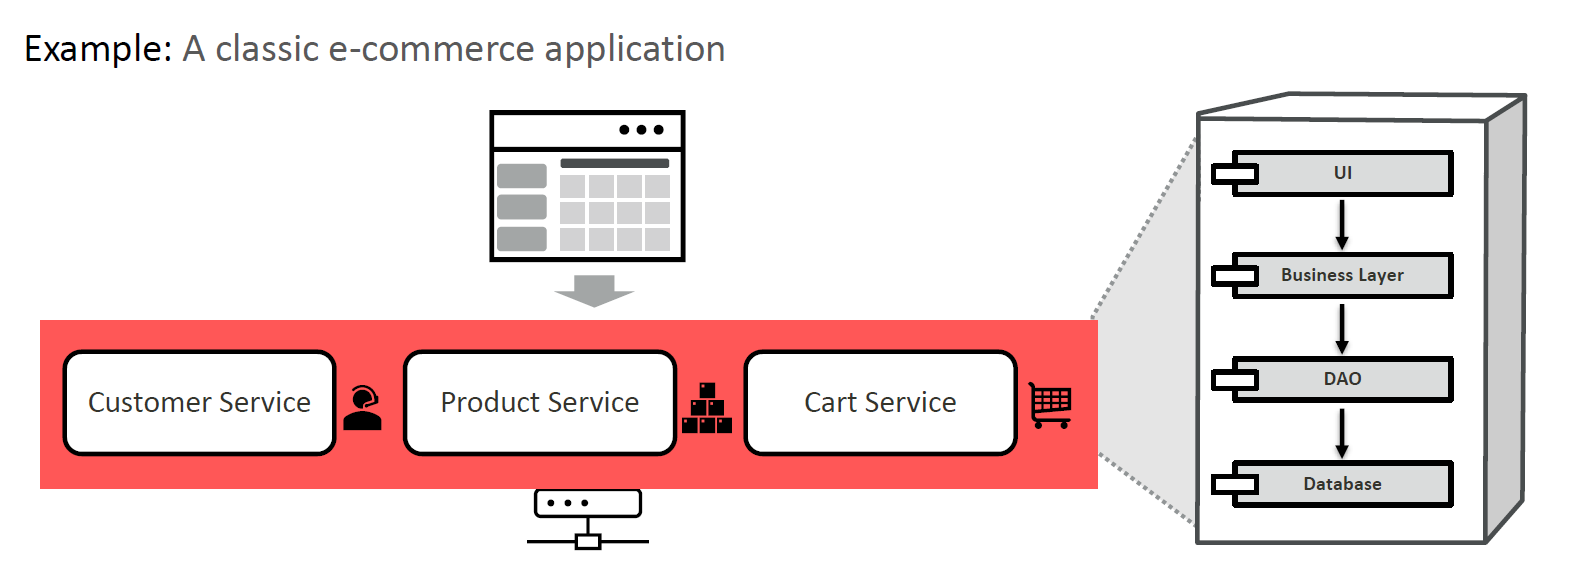 Example: A classic e-commerce application
Customer Service
Product Service
Cart Service
UI
Business Layer
DAO
Database